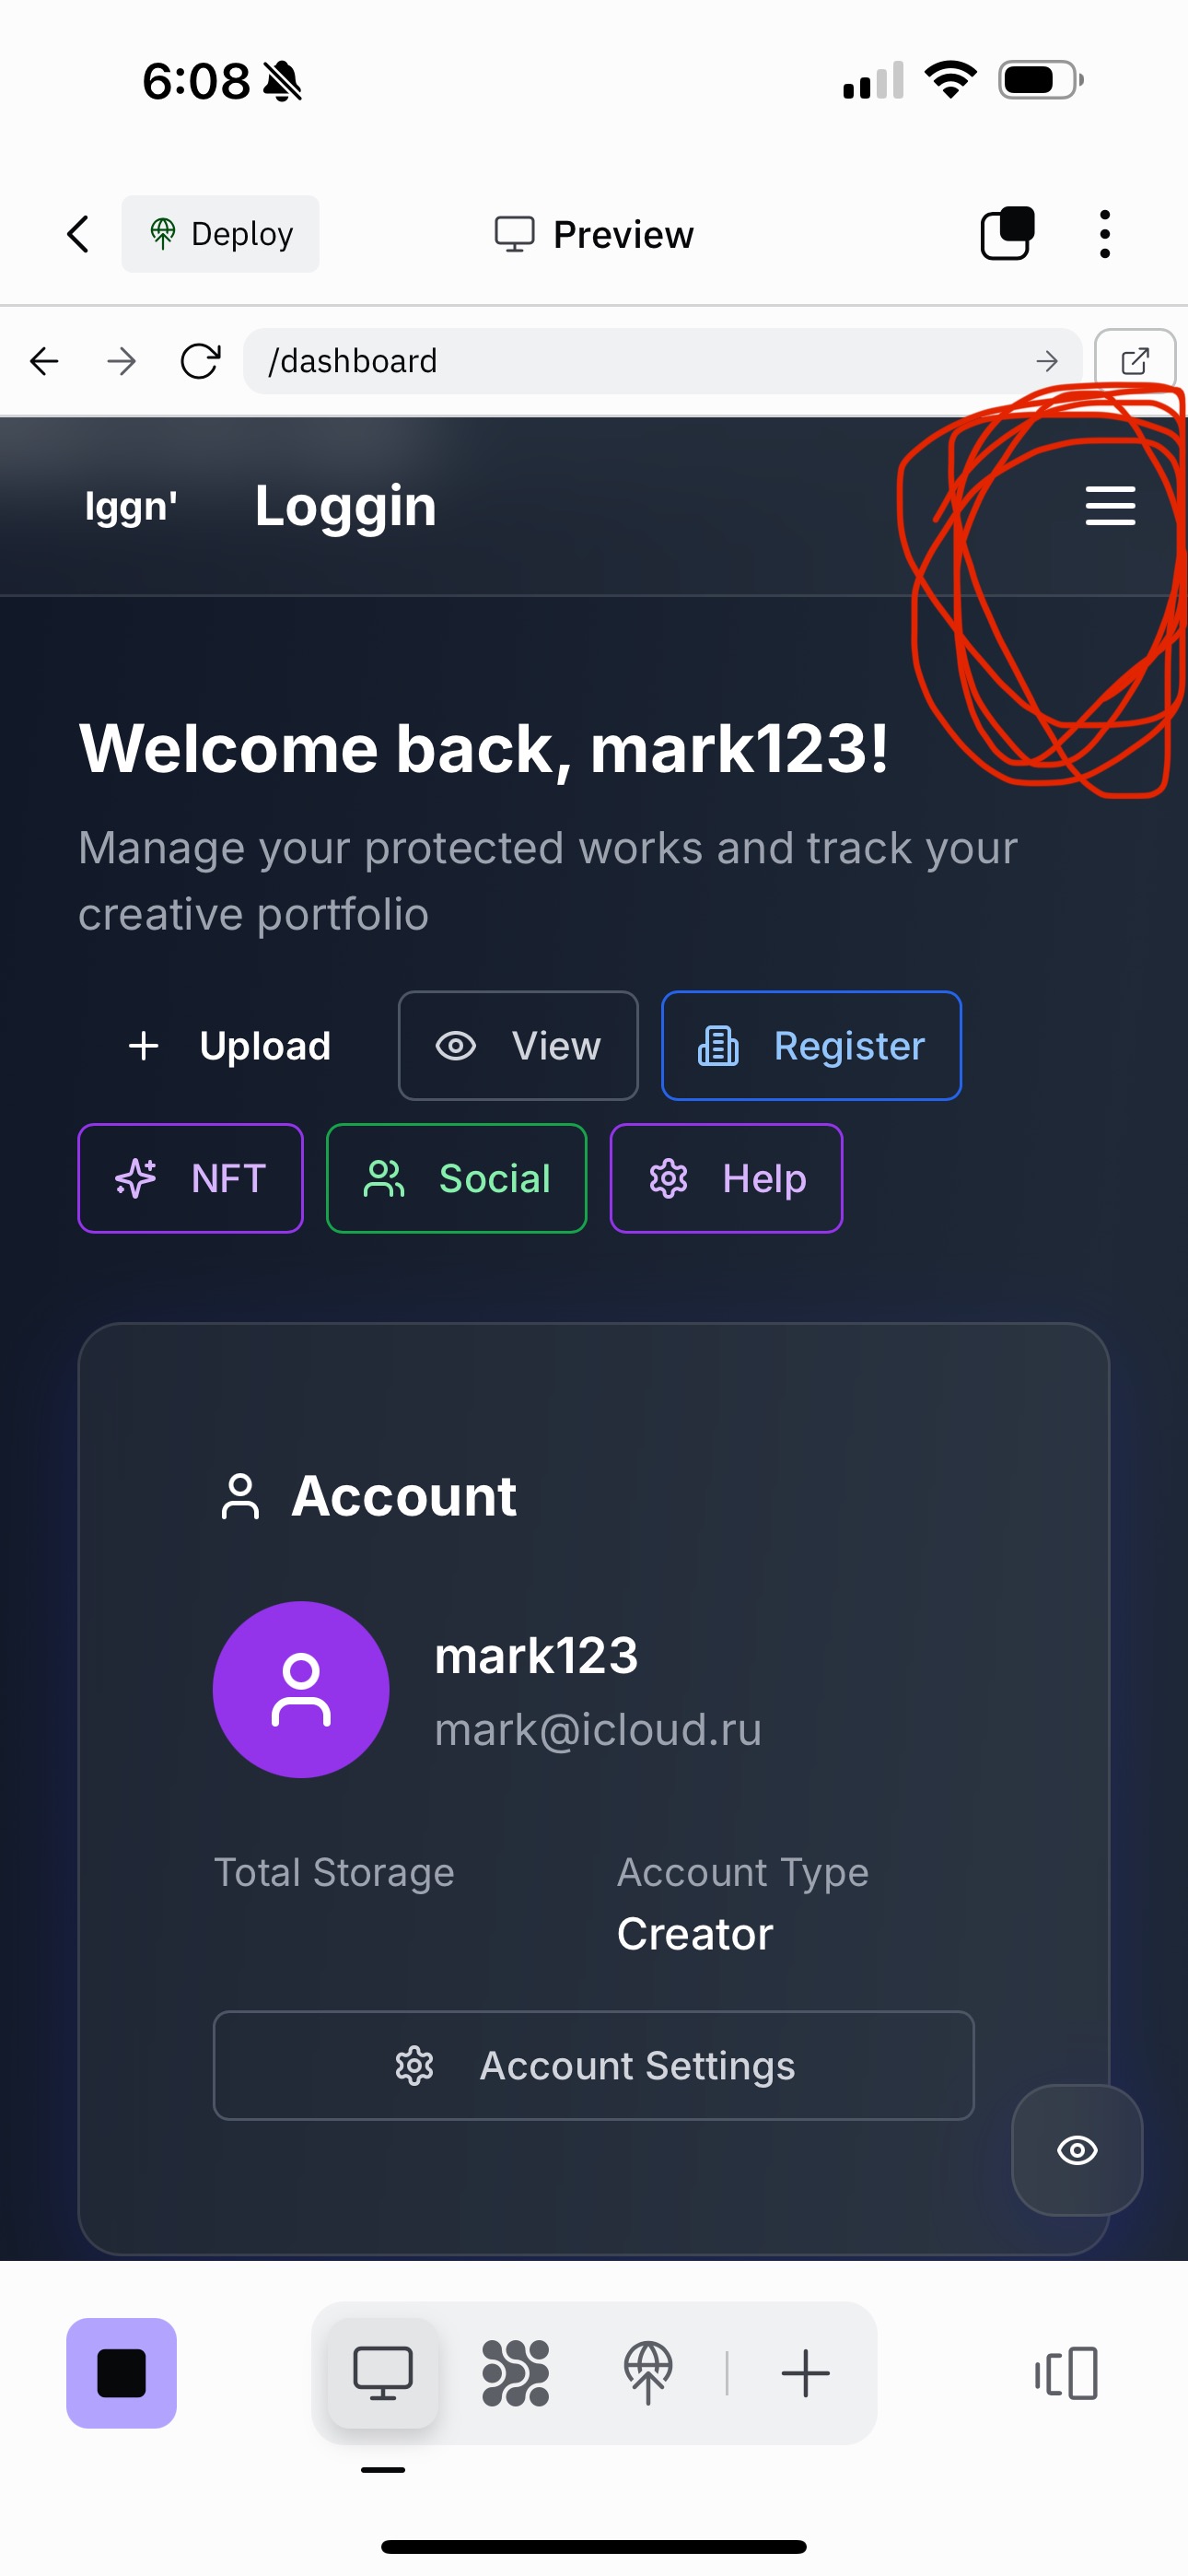 6:08
Deploy
Preview
/dashboard
lggn' Loggin
Welcome back, mark123!
Manage your protected works and track your
creative portfolio
Upload View Register
NFT Social Help
Account
mark123
mark@icloud.ru
Total Storage Account Type
Creator
Account Settings